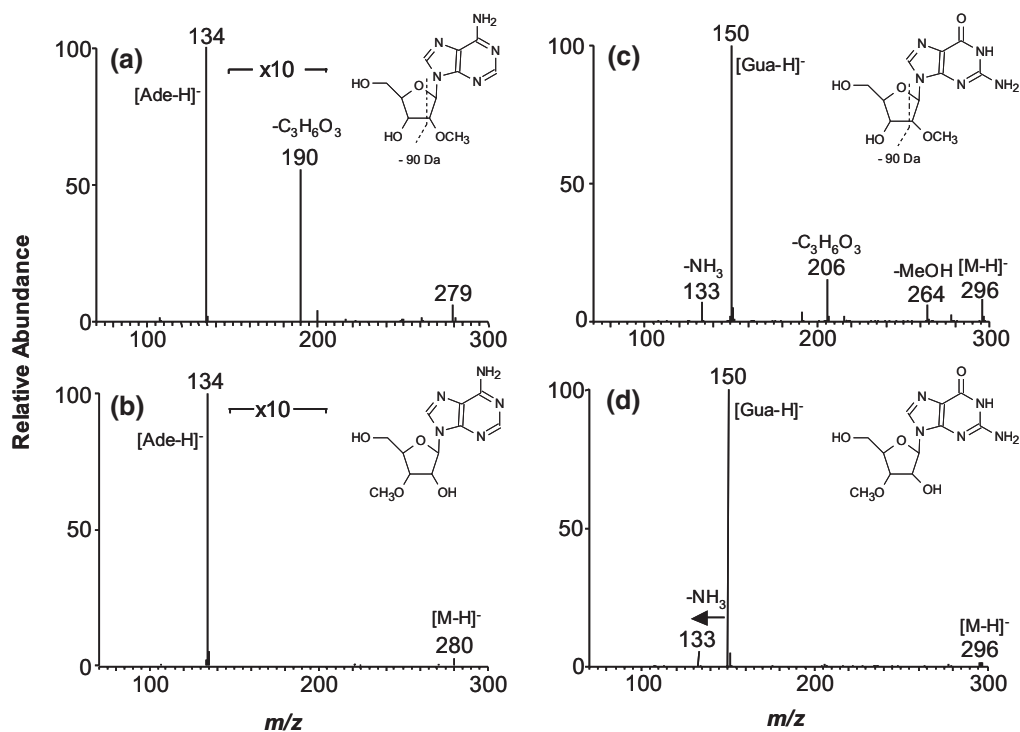 Relative Abundance
(a)
100
50
0
134
[Ade-H]⁻
x10
-C₃H₆O₃
190
279
100
200
300
NH₂
N
N
N
N
HO
O
HO
OCH₃
- 90 Da
(c)
100
50
0
150
[Gua-H]⁻
-NH₃
133
-C₃H₆O₃
206
-MeOH
264
[M-H]⁻
296
100
200
300
O
N
NH
N
N
NH₂
HO
O
HO
OCH₃
- 90 Da
(b)
100
50
0
134
[Ade-H]⁻
x10
[M-H]⁻
280
100
200
300
m/z
NH₂
N
N
N
N
HO
O
CH₃O
OH
(d)
100
50
0
150
[Gua-H]⁻
-NH₃
133
[M-H]⁻
296
100
200
300
m/z
O
N
NH
N
N
NH₂
HO
O
CH₃O
OH